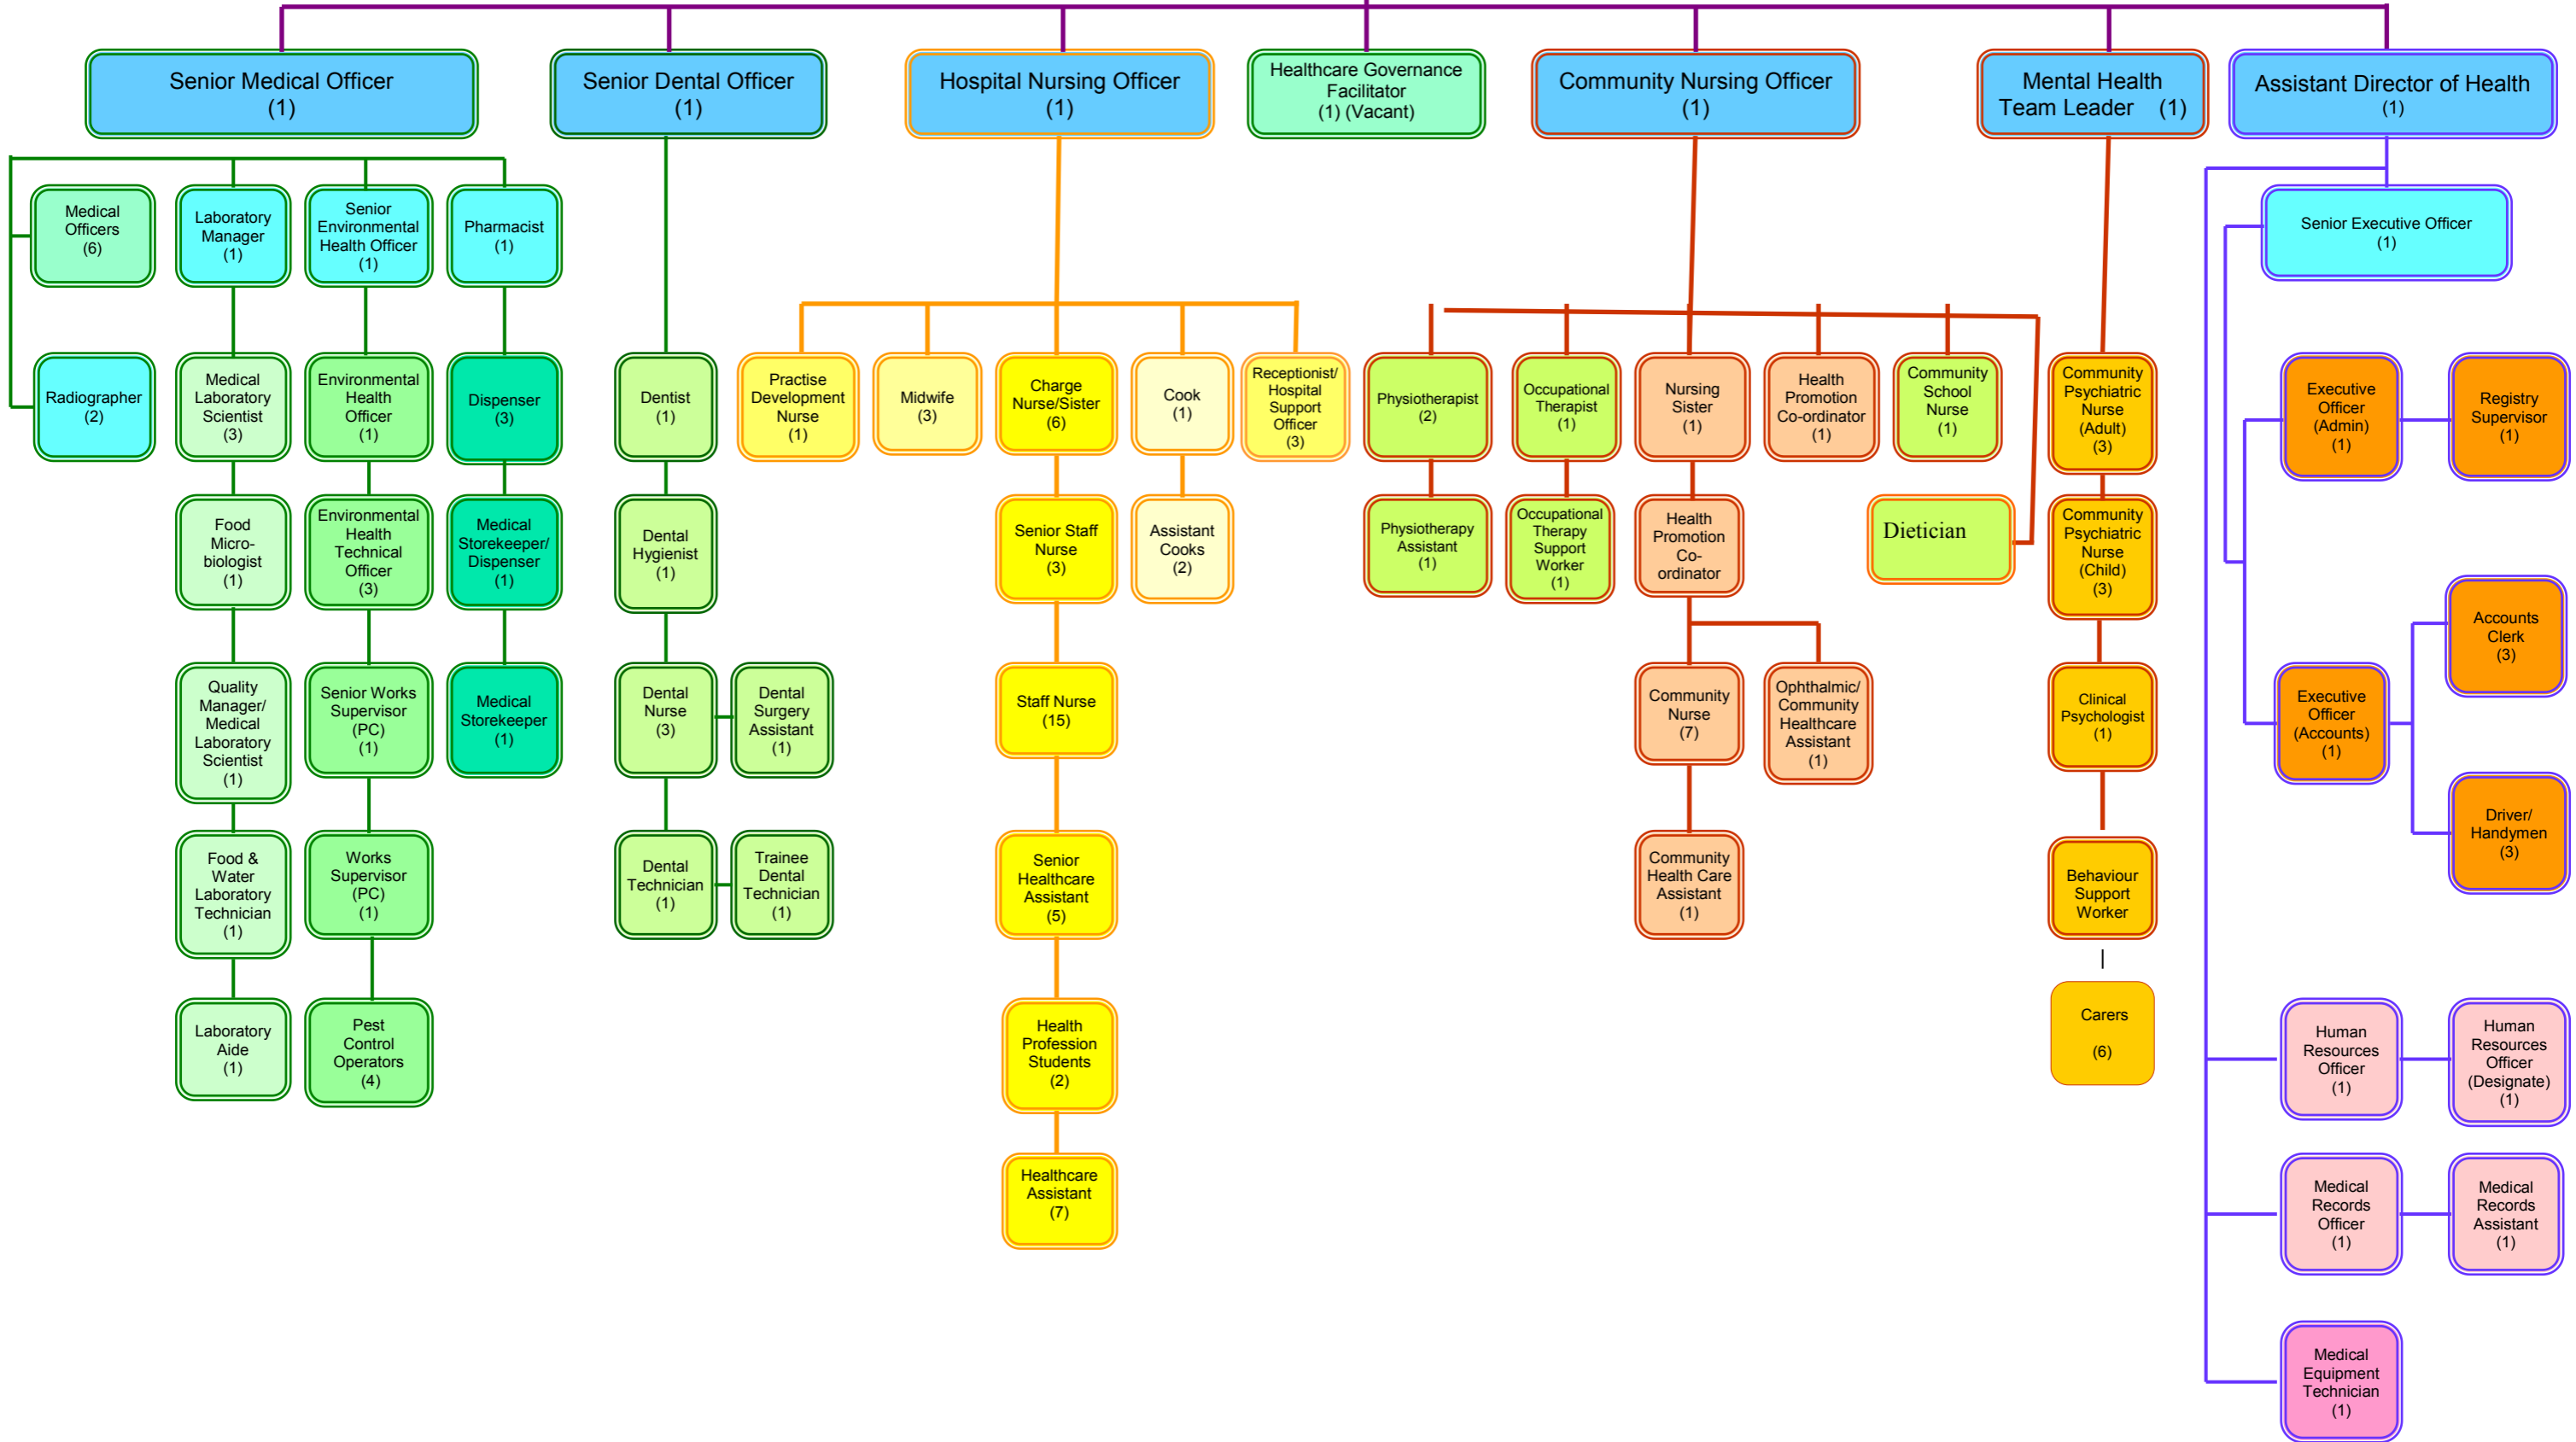 Senior Medical Officer
(1)
Senior Dental Officer
(1)
Hospital Nursing Officer
(1)
Healthcare Governance
Facilitator
(1) (Vacant)
Community Nursing Officer
(1)
Mental Health
Team Leader (1)
Assistant Director of Health
(1)
Medical
Officers
(6)
Laboratory
Manager
(1)
Senior
Environmental
Health Officer
(1)
Pharmacist
(1)
Senior Executive Officer
(1)
Radiographer
(2)
Medical
Laboratory
Scientist
(3)
Environmental
Health
Officer
(1)
Dispenser
(3)
Dentist
(1)
Practise
Development
Nurse
(1)
Midwife
(3)
Charge
Nurse/Sister
(6)
Cook
(1)
Receptionist/
Hospital
Support
Officer
(3)
Physiotherapist
(2)
Occupational
Therapist
(1)
Nursing
Sister
(1)
Health
Promotion
Co-ordinator
(1)
Community
School
Nurse
(1)
Community
Psychiatric
Nurse
(Adult)
(3)
Executive
Officer
(Admin)
(1)
Registry
Supervisor
(1)
Food
Micro-
biologist
(1)
Environmental
Health
Technical
Officer
(3)
Medical
Storekeeper/
Dispenser
(1)
Dental
Hygienist
(1)
Senior Staff
Nurse
(3)
Assistant
Cooks
(2)
Physiotherapy
Assistant
(1)
Occupational
Therapy
Support
Worker
(1)
Health
Promotion
Co-
ordinator
Dietician
Community
Psychiatric
Nurse
(Child)
(3)
Accounts
Clerk
(3)
Quality
Manager/
Medical
Laboratory
Scientist
(1)
Senior Works
Supervisor
(PC)
(1)
Medical
Storekeeper
(1)
Dental
Nurse
(3)
Dental
Surgery
Assistant
(1)
Staff Nurse
(15)
Community
Nurse
(7)
Ophthalmic/
Community
Healthcare
Assistant
(1)
Clinical
Psychologist
(1)
Executive
Officer
(Accounts)
(1)
Driver/
Handymen
(3)
Food &
Water
Laboratory
Technician
(1)
Works
Supervisor
(PC)
(1)
Dental
Technician
(1)
Trainee
Dental
Technician
(1)
Senior
Healthcare
Assistant
(5)
Community
Health Care
Assistant
(1)
Behaviour
Support
Worker
Laboratory
Aide
(1)
Pest
Control
Operators
(4)
Health
Profession
Students
(2)
Carers
(6)
Human
Resources
Officer
(1)
Human
Resources
Officer
(Designate)
(1)
Healthcare
Assistant
(7)
Medical
Records
Officer
(1)
Medical
Records
Assistant
(1)
Medical
Equipment
Technician
(1)